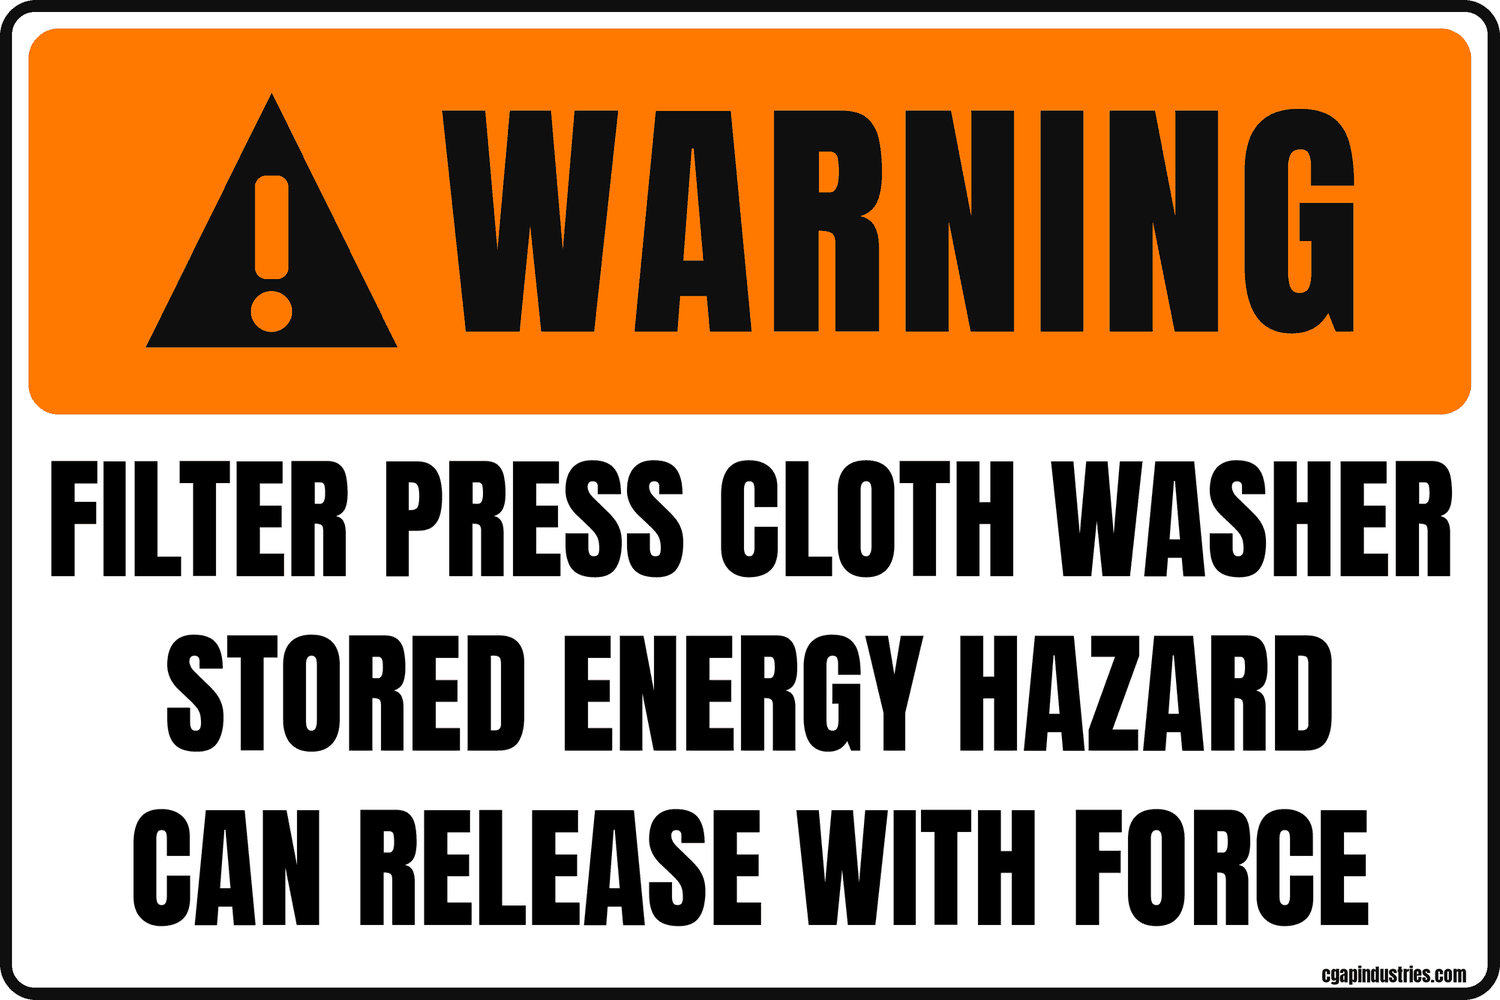 WARNING
FILTER PRESS CLOTH WASHER
STORED ENERGY HAZARD
CAN RELEASE WITH FORCE
cgapindustries.com